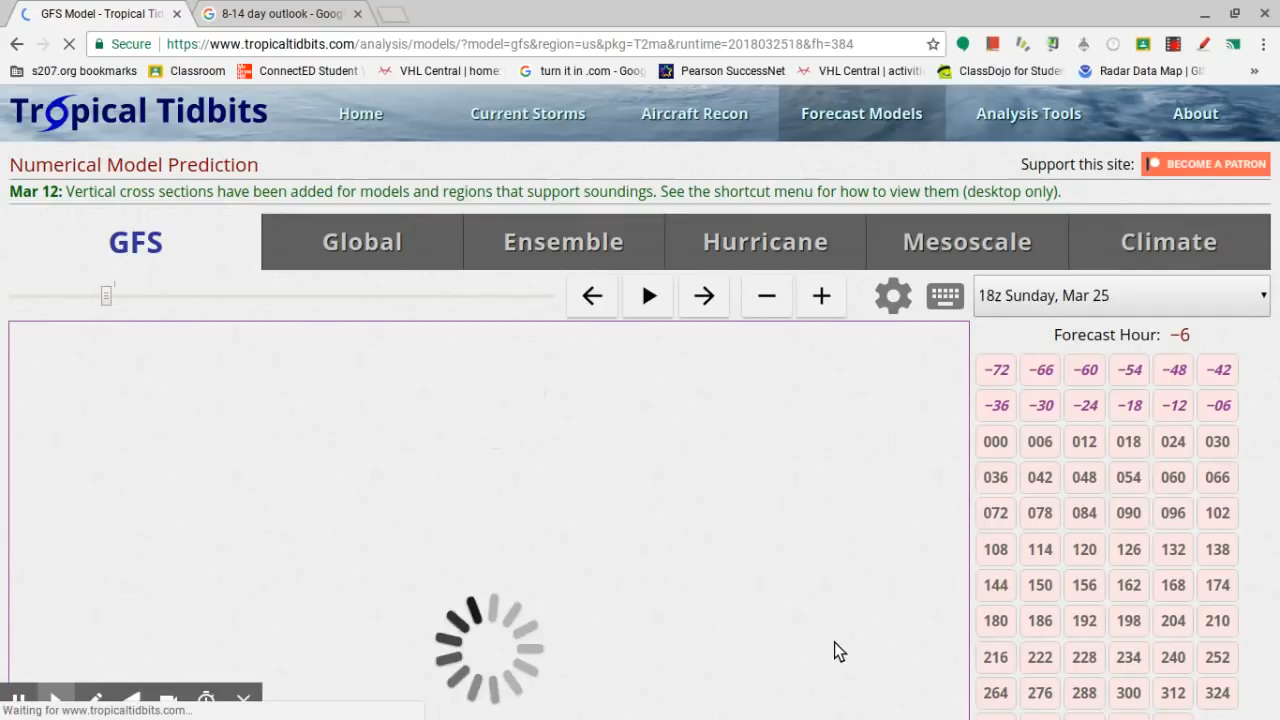 GFS Model - Tropical Tid
8-14 day outlook - Goog
Secure https://www.tropicaltidbits.com/analysis/models/?model=gfs&region=us&pkg=T2ma&runtime=2018032518&fh=384
s207.org bookmarks Classroom ConnectED Student VHL Central | home: turn it in .com - Goog Pearson SuccessNet VHL Central | activiti ClassDojo for Stude Radar Data Map | GIS »
Tropical Tidbits Home Current Storms Aircraft Recon Forecast Models Analysis Tools About
Numerical Model Prediction Support this site: BECOME A PATRON
Mar 12: Vertical cross sections have been added for models and regions that support soundings. See the shortcut menu for how to view them (desktop only).
GFS Global Ensemble Hurricane Mesoscale Climate
18z Sunday, Mar 25
Forecast Hour: −6
−72 −66 −60 −54 −48 −42
−36 −30 −24 −18 −12 −06
000 006 012 018 024 030
036 042 048 054 060 066
072 078 084 090 096 102
108 114 120 126 132 138
144 150 156 162 168 174
180 186 192 198 204 210
216 222 228 234 240 252
264 276 288 300 312 324
Waiting for www.tropicaltidbits.com...